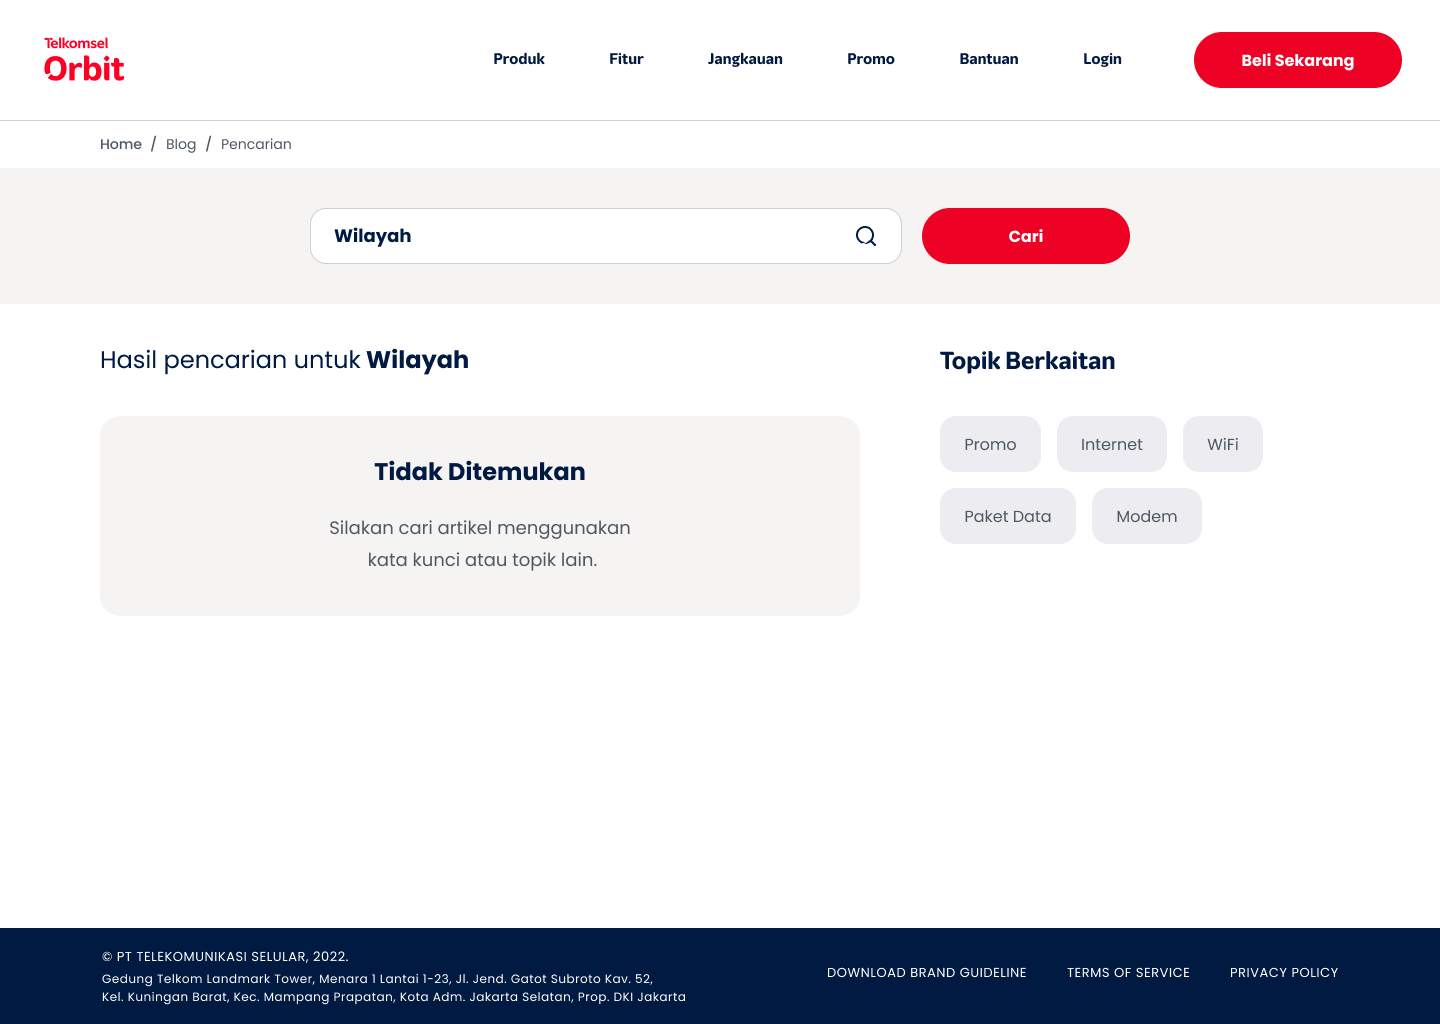 Telkomsel
Orbit
Produk
Fitur
Jangkauan
Promo
Bantuan
Login
Beli Sekarang
Home / Blog / Pencarian
Wilayah
Cari
Hasil pencarian untuk Wilayah
Tidak Ditemukan
Silakan cari artikel menggunakan
kata kunci atau topik lain.
Topik Berkaitan
Promo
Internet
WiFi
Paket Data
Modem
© PT TELEKOMUNIKASI SELULAR, 2022.
Gedung Telkom Landmark Tower, Menara 1 Lantai 1-23, Jl. Jend. Gatot Subroto Kav. 52,
Kel. Kuningan Barat, Kec. Mampang Prapatan, Kota Adm. Jakarta Selatan, Prop. DKI Jakarta
DOWNLOAD BRAND GUIDELINE
TERMS OF SERVICE
PRIVACY POLICY